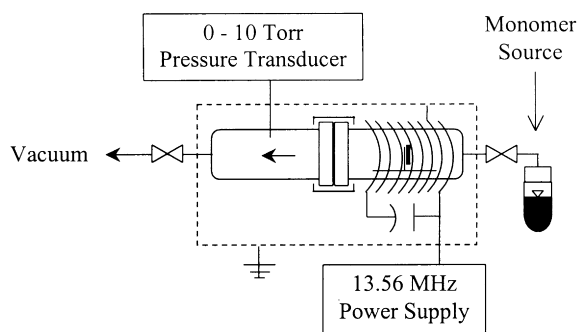 0 - 10 Torr
Pressure Transducer
Monomer
Source
Vacuum
13.56 MHz
Power Supply